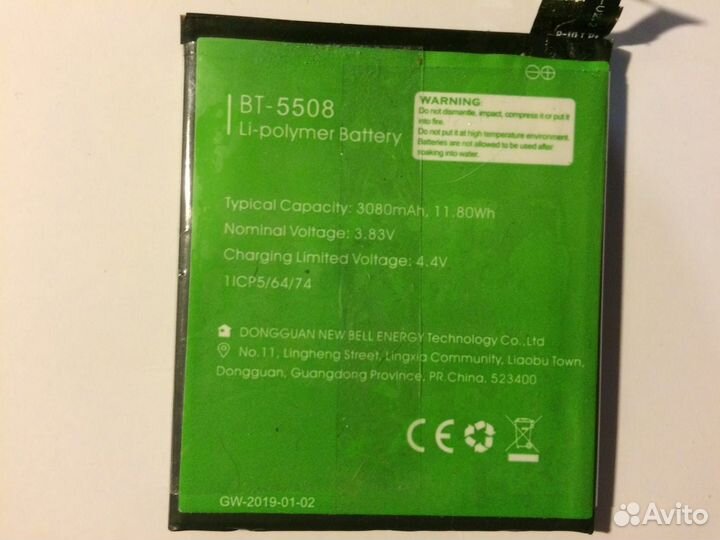 BT-5508
Li-polymer Battery
WARNING
Do not dismantle, impact, compress it or put it
into fire.
Do not put it at high temperature environment.
Batteries are not allowed to be used after
soaking into water.
Typical Capacity: 3080mAh, 11.80Wh
Nominal Voltage: 3.83V
Charging Limited Voltage: 4.4V
1ICP5/64/74
DONGGUAN NEW BELL ENERGY Technology Co.,Ltd
No.11, Lingheng Street, Lingxia Community, Liaobu Town,
Dongguan, Guangdong Province, PR.China. 523400
CE
GW-2019-01-02
Avito